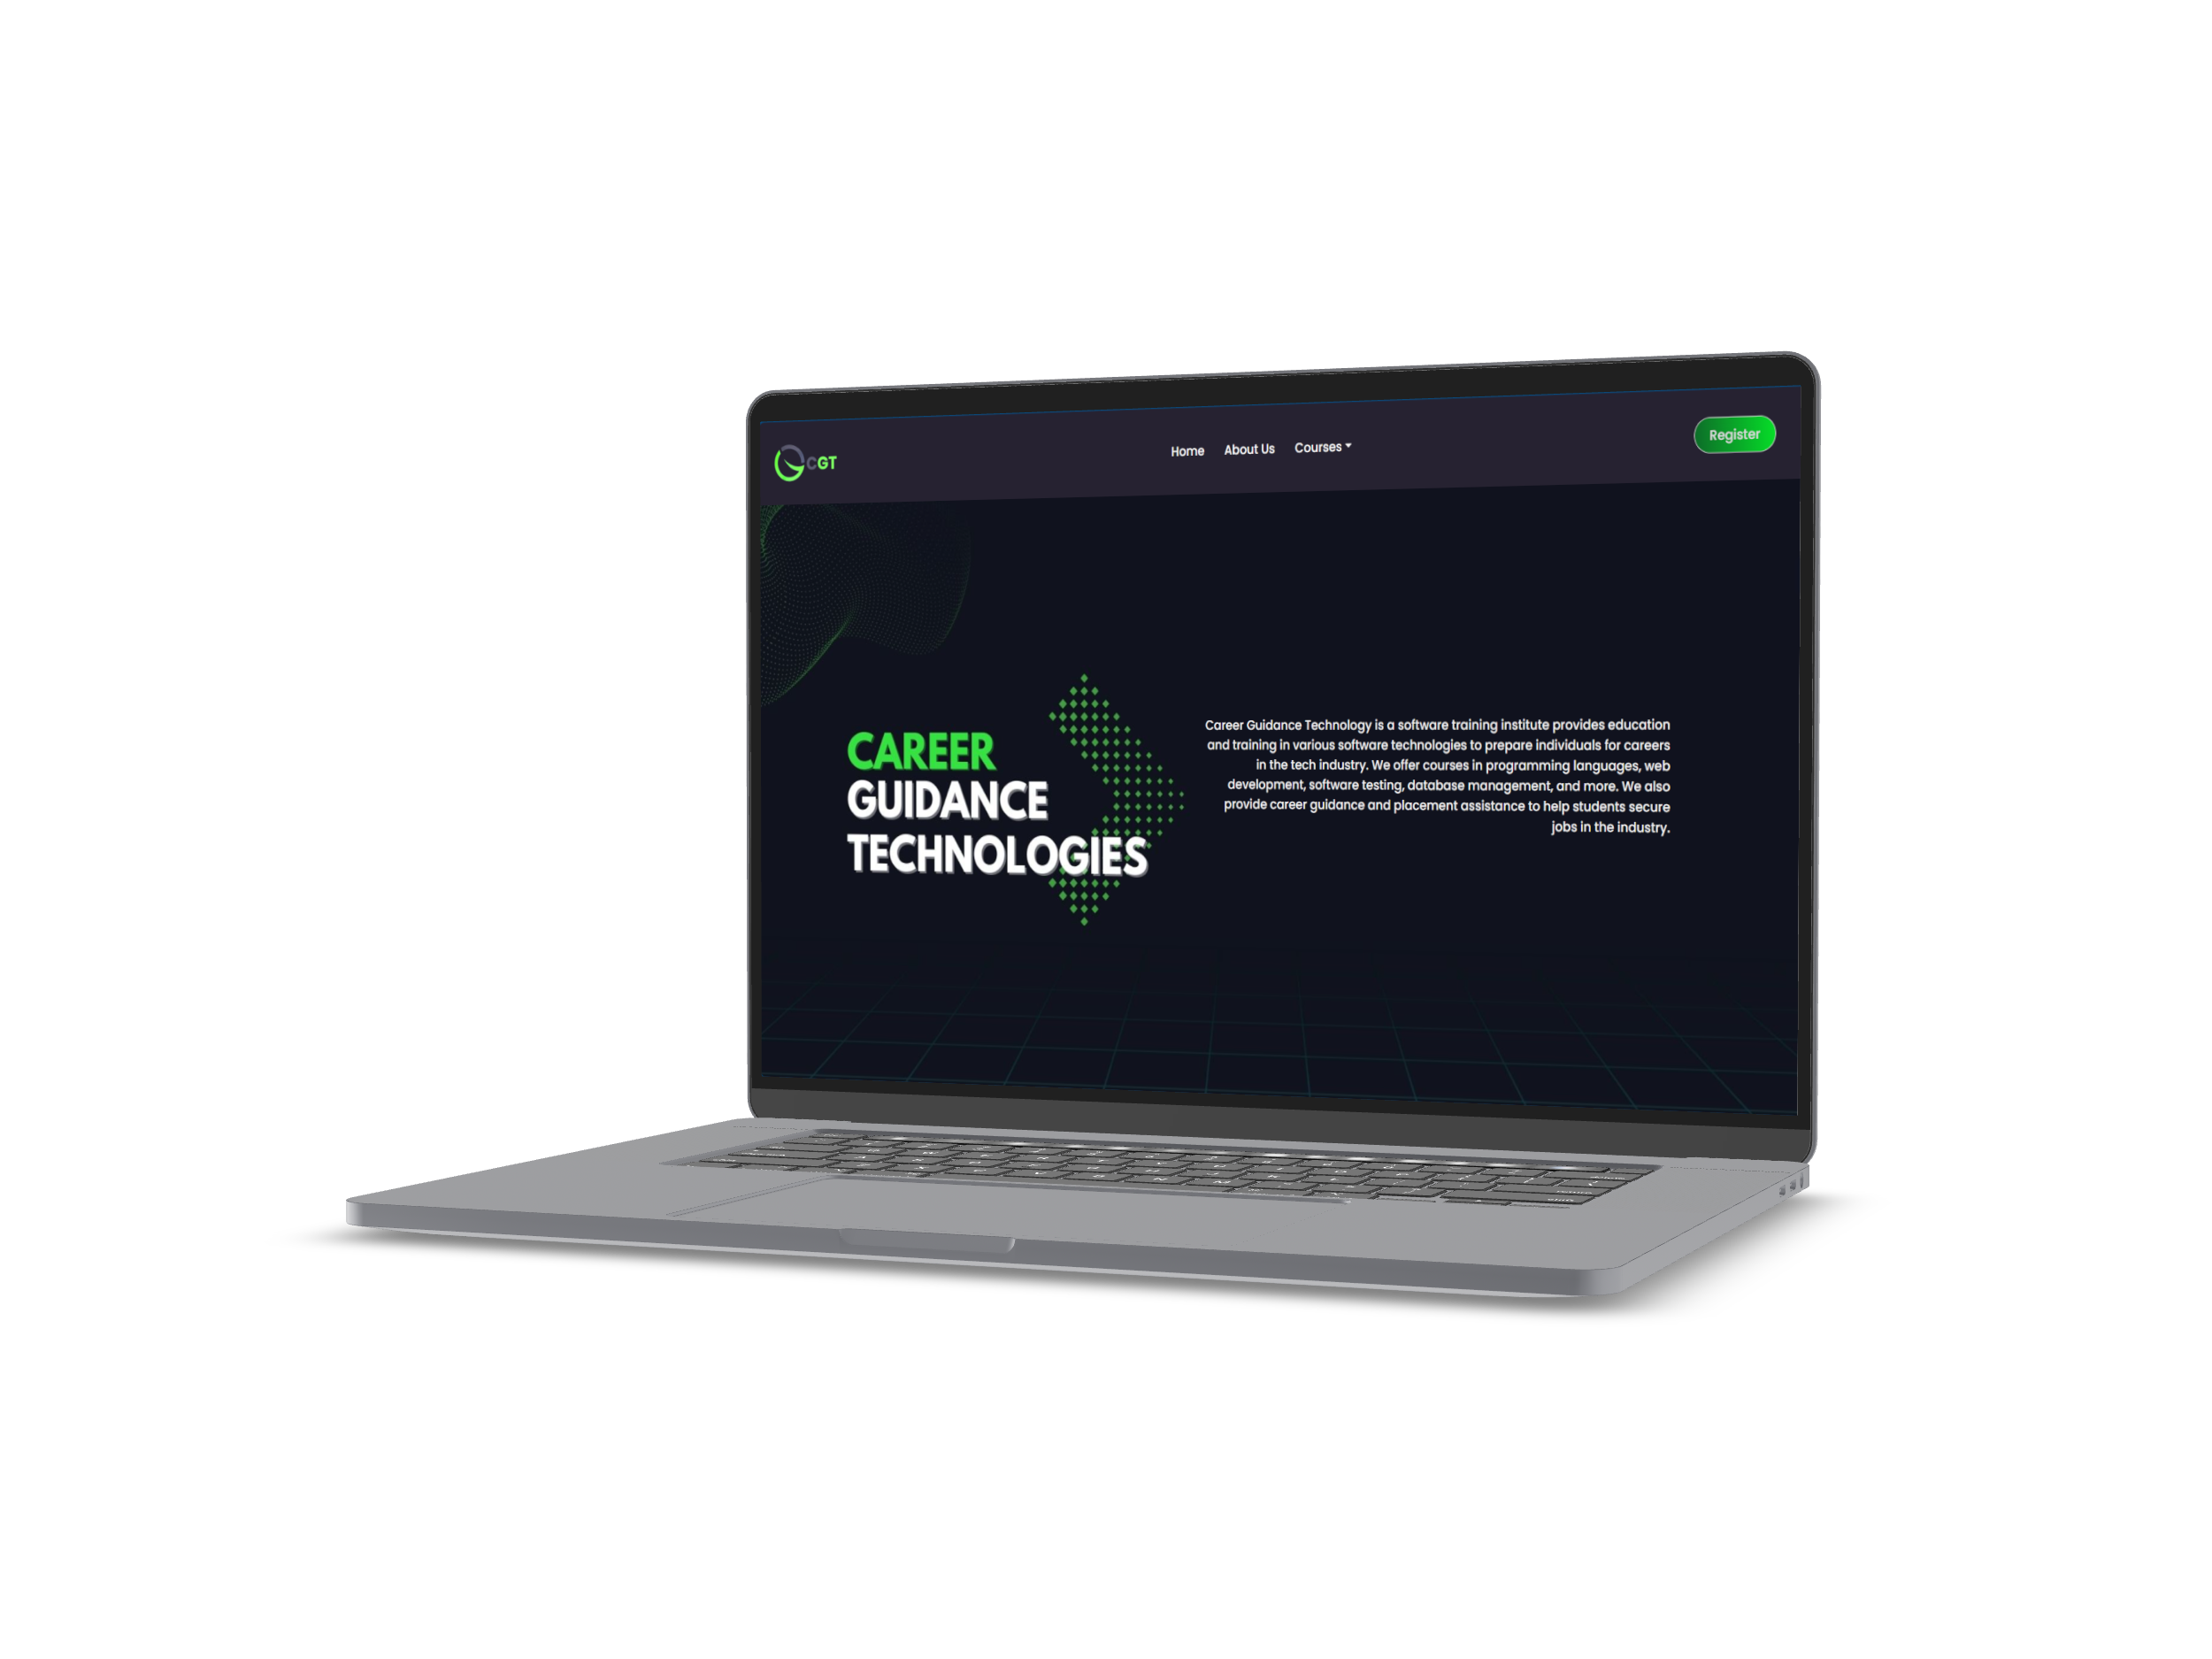 CGT
Home About Us Courses
Register
CAREER
GUIDANCE
TECHNOLOGIES
Career Guidance Technology is a software training institute provides education
and training in various software technologies to prepare individuals for careers
in the tech industry. We offer courses in programming languages, web
development, software testing, database management, and more. We also
provide career guidance and placement assistance to help students secure
jobs in the industry.